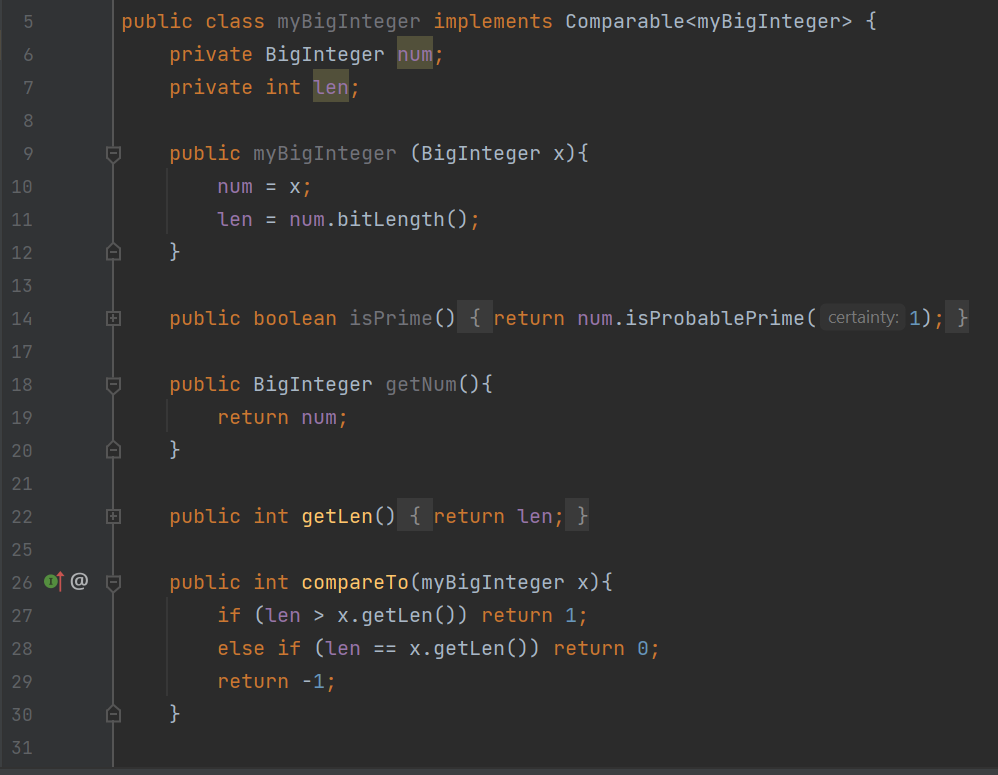 5 public class myBigInteger implements Comparable<myBigInteger> {
6 private BigInteger num;
7 private int len;
8
9 public myBigInteger (BigInteger x){
10 num = x;
11 len = num.bitLength();
12 }
13
14 public boolean isPrime() { return num.isProbablePrime( certainty: 1); }
17
18 public BigInteger getNum(){
19 return num;
20 }
21
22 public int getLen() { return len; }
25
26 @ public int compareTo(myBigInteger x){
27 if (len > x.getLen()) return 1;
28 else if (len == x.getLen()) return 0;
29 return -1;
30 }
31